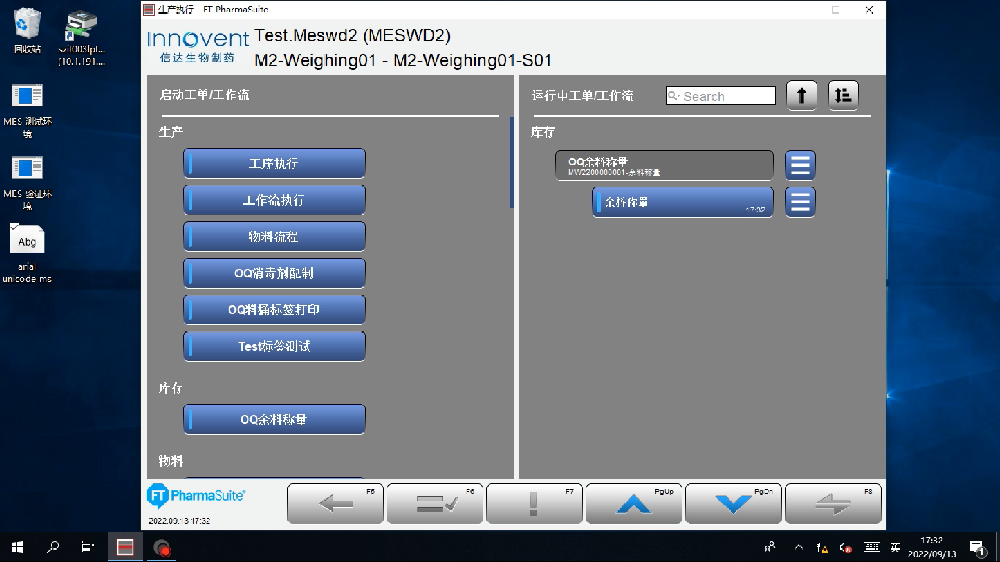 生产执行 - FT PharmaSuite
Innovent
信达生物制药
Test.Meswd2 (MESWD2)
M2-Weighing01 - M2-Weighing01-S01
回收站
szit003lpt...
(10.1.191....
MES 测试环
境
MES 验证环
境
Abg
arial
unicode ms
启动工单/工作流
生产
工序执行
工作流执行
物料流程
OQ消毒剂配制
OQ料桶标签打印
Test标签测试
库存
OQ余料称量
物料
运行中工单/工作流
Search
库存
OQ余料称量
MW2200000001-余料称量
余料称量
17:32
FT PharmaSuite®
2022.09.13 17:32
F5
F6
F7
PgUp
PgDn
F8
英
17:32
2022/09/13
1